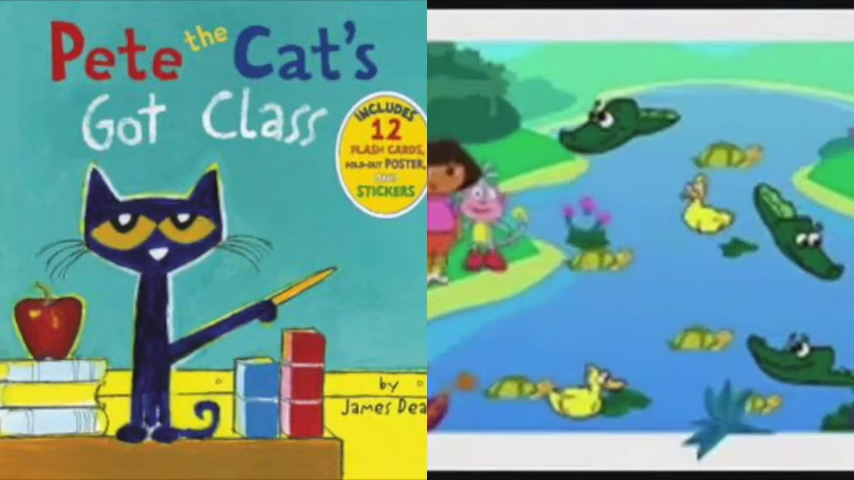 Pete the Cat's
Got Class
INCLUDES
12
FLASH CARDS,
FOLD-OUT POSTER,
AND
STICKERS
by
James Dea